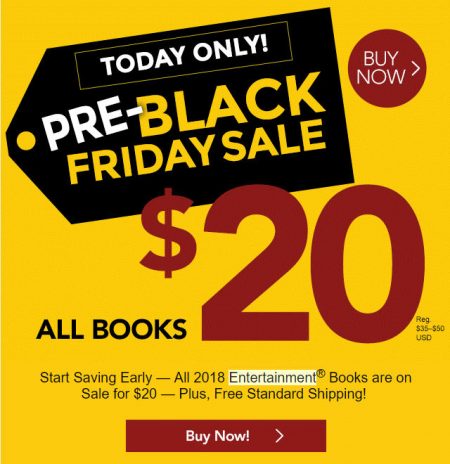 TODAY ONLY!
BUY
NOW >
PRE-BLACK
FRIDAY SALE
$20
ALL BOOKS
Reg.
$35–$50
USD
Start Saving Early — All 2018 Entertainment® Books are on
Sale for $20 — Plus, Free Standard Shipping!
Buy Now! >